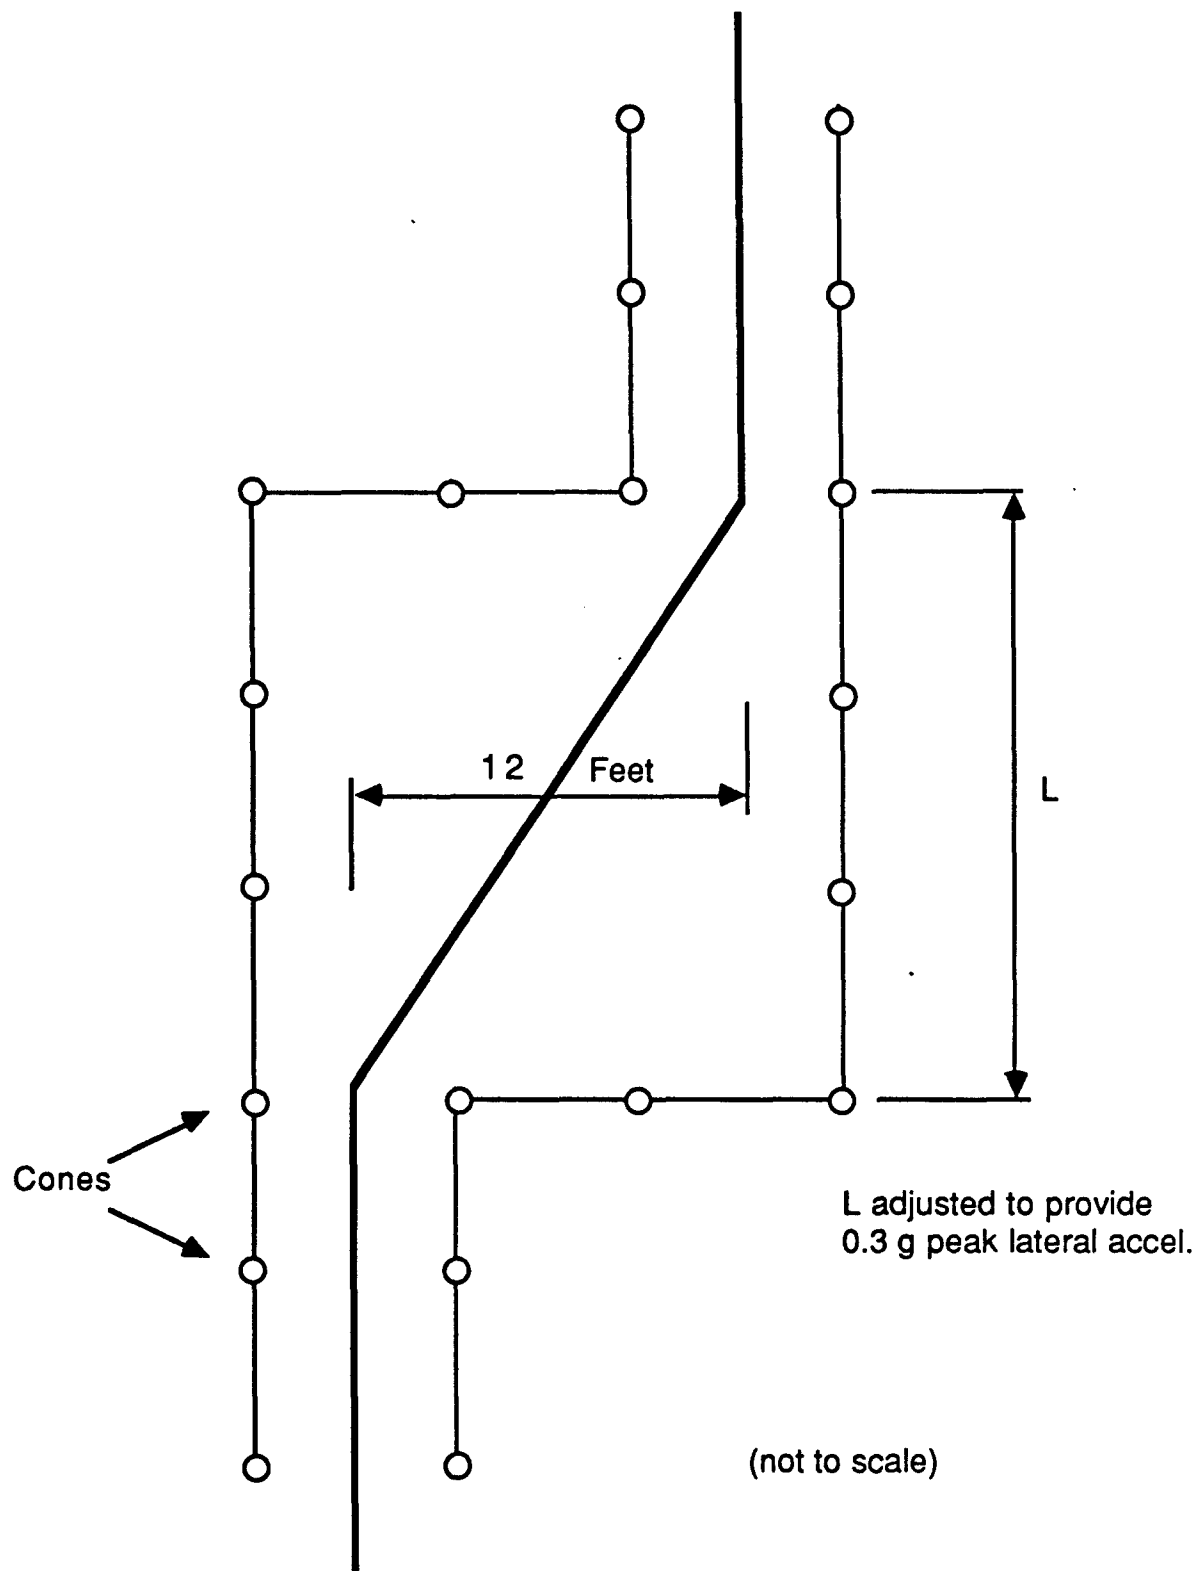 12 Feet
L
Cones
L adjusted to provide
0.3 g peak lateral accel.
(not to scale)